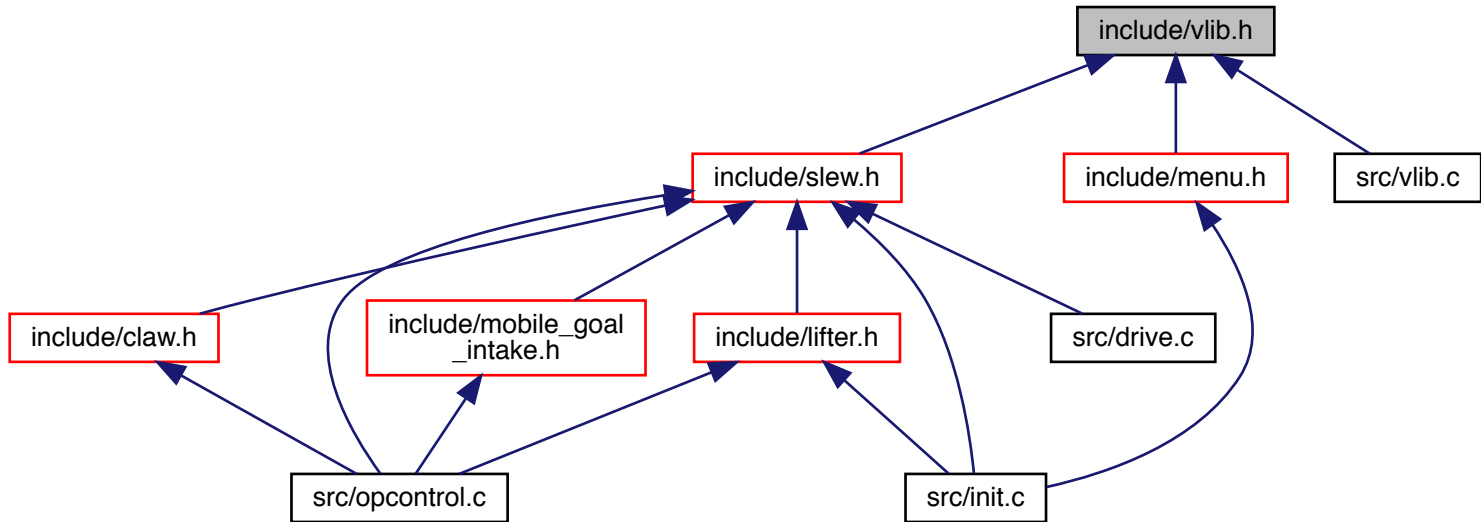 include/vlib.h
include/slew.h
include/menu.h
src/vlib.c
include/claw.h
include/mobile_goal
_intake.h
include/lifter.h
src/drive.c
src/opcontrol.c
src/init.c